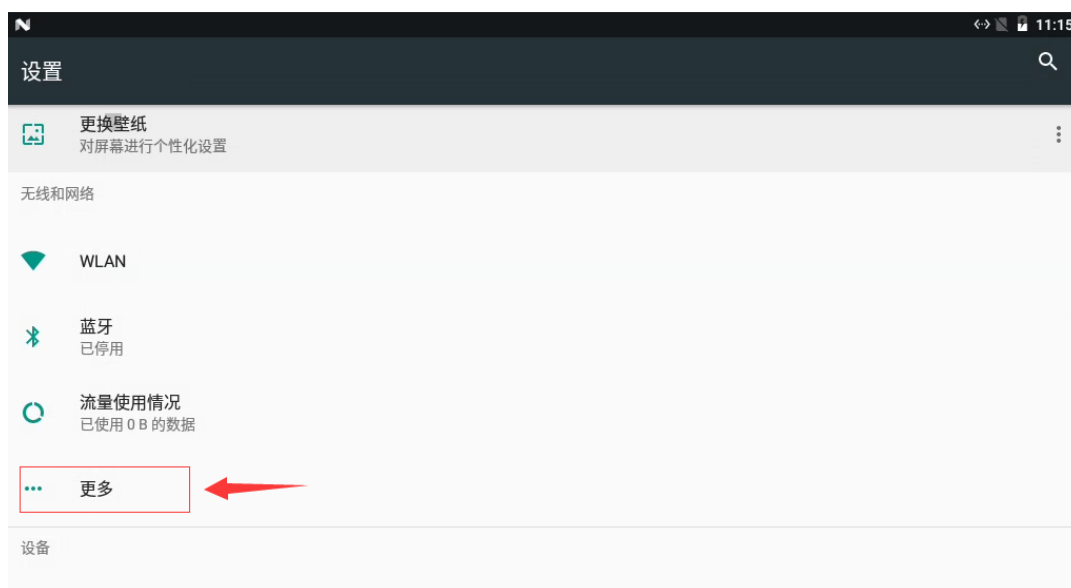 11:15
设置
更换壁纸
对屏幕进行个性化设置
无线和网络
WLAN
蓝牙
已停用
流量使用情况
已使用 0 B 的数据
更多
设备